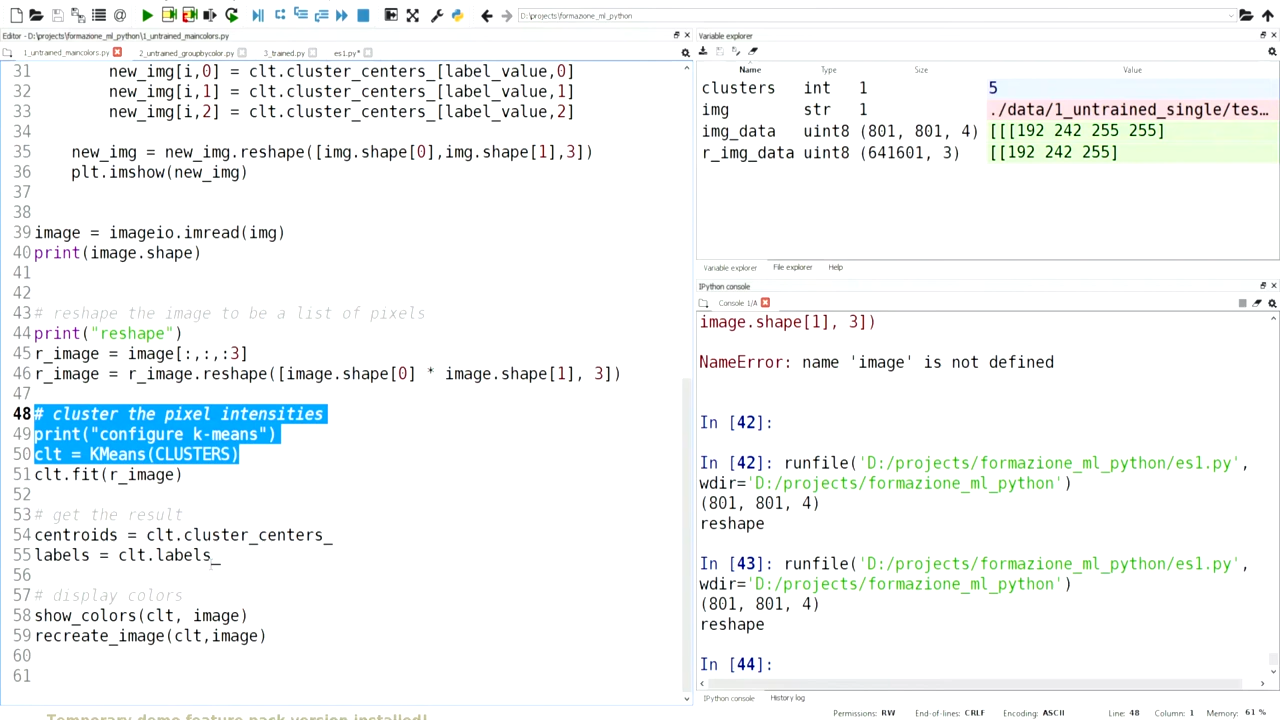 D:\projects\formazione_ml_python
Editor - D:\projects\formazione_ml_python\1_untrained_maincolors.py
1_untrained_maincolors.py
2_untrained_groupbycolor.py
3_trained.py
es1.py*
31 new_img[i,0] = clt.cluster_centers_[label_value,0]
32 new_img[i,1] = clt.cluster_centers_[label_value,1]
33 new_img[i,2] = clt.cluster_centers_[label_value,2]
34
35 new_img = new_img.reshape([img.shape[0],img.shape[1],3])
36 plt.imshow(new_img)
37
38
39 image = imageio.imread(img)
40 print(image.shape)
41
42
43 # reshape the image to be a list of pixels
44 print("reshape")
45 r_image = image[:,:,:3]
46 r_image = r_image.reshape([image.shape[0] * image.shape[1], 3])
47
48 # cluster the pixel intensities
49 print("configure k-means")
50 clt = KMeans(CLUSTERS)
51 clt.fit(r_image)
52
53 # get the result
54 centroids = clt.cluster_centers_
55 labels = clt.labels_
56
57 # display colors
58 show_colors(clt, image)
59 recreate_image(clt,image)
60
61
Temporary demo feature pack version installed!
Variable explorer
Name Type Size Value
clusters int 1 5
img str 1 ./data/1_untrained_single/tes…
img_data uint8 (801, 801, 4) [[[192 242 255 255]
r_img_data uint8 (641601, 3) [[192 242 255]
Variable explorer File explorer Help
IPython console
Console 1/A
image.shape[1], 3])
NameError: name 'image' is not defined
In [42]:
In [42]: runfile('D:/projects/formazione_ml_python/es1.py',
wdir='D:/projects/formazione_ml_python')
(801, 801, 4)
reshape
In [43]: runfile('D:/projects/formazione_ml_python/es1.py',
wdir='D:/projects/formazione_ml_python')
(801, 801, 4)
reshape
In [44]:
IPython console History log
Permissions: RW End-of-lines: CRLF Encoding: ASCII Line: 48 Column: 1 Memory: 61 %